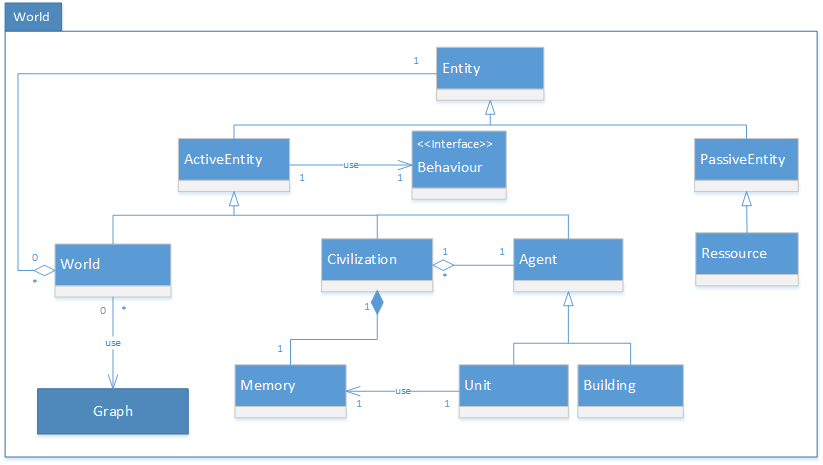 World
1
Entity
ActiveEntity
use
1
1
<<Interface>>
Behaviour
PassiveEntity
0
*
World
0
*
use
Graph
Civilization
1
*
1
Agent
Ressource
1
1
Memory
1
use
1
Unit
Building